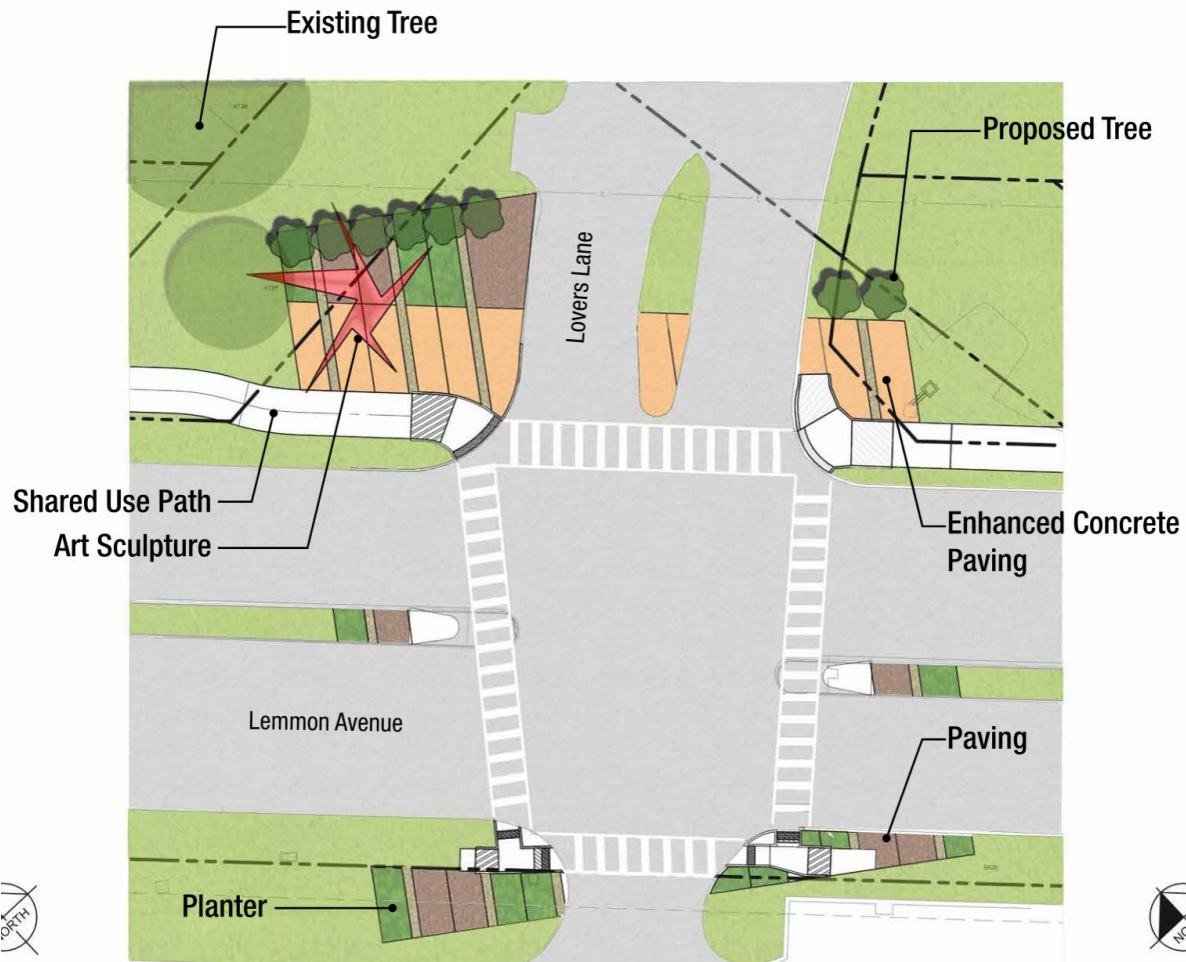 Existing Tree
Proposed Tree
Lovers Lane
Shared Use Path
Art Sculpture
Enhanced Concrete
Paving
Lemmon Avenue
Paving
Planter